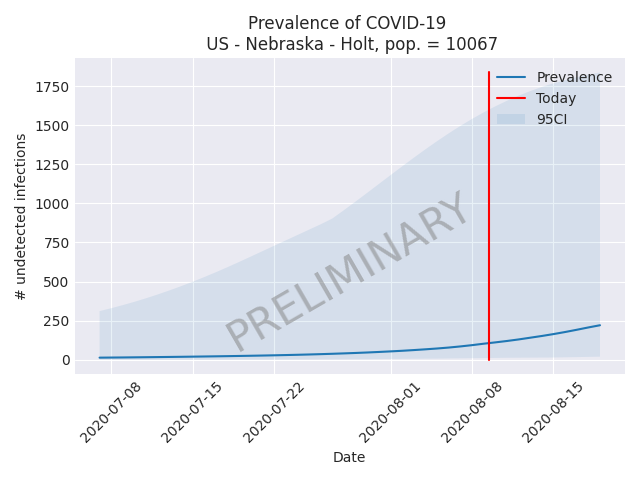 Prevalence of COVID-19
US - Nebraska - Holt, pop. = 10067
Prevalence
Today
95CI
1750
1500
1250
1000
750
500
250
0
# undetected infections
PRELIMINARY
2020-07-08
2020-07-15
2020-07-22
2020-08-01
2020-08-08
2020-08-15
Date